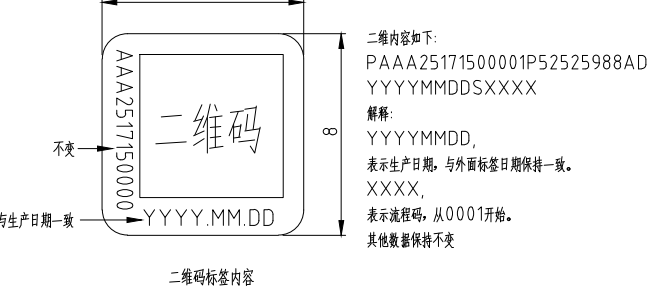 AAA2517150000
二维码
YYYY.MM.DD
不变
与生产日期一致
8
二维码标签内容
二维内容如下:
PAAA25171500001P52525988AD
YYYYMMDDSXXXX
解释:
YYYYMMDD,
表示生产日期，与外面标签日期保持一致。
XXXX,
表示流程码，从0001开始。
其他数据保持不变